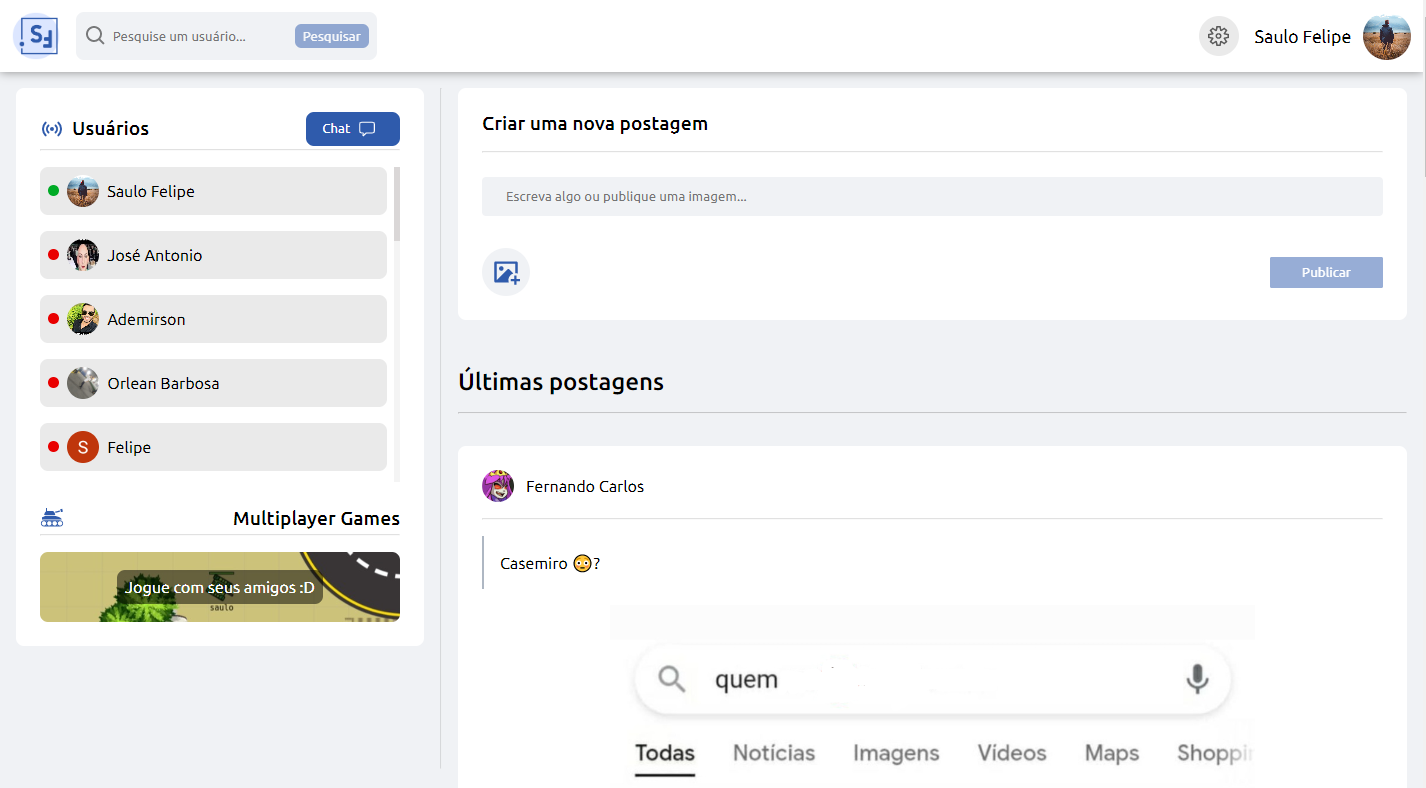 SF
Pesquise um usuário...
Pesquisar
Saulo Felipe
Usuários
Chat
Saulo Felipe
José Antonio
Ademirson
Orlean Barbosa
S
Felipe
Multiplayer Games
Jogue com seus amigos :D
saulo
Criar uma nova postagem
Escreva algo ou publique uma imagem...
Publicar
Últimas postagens
Fernando Carlos
Casemiro 😳?
quem
Todas Notícias Imagens Vídeos Maps Shoppin